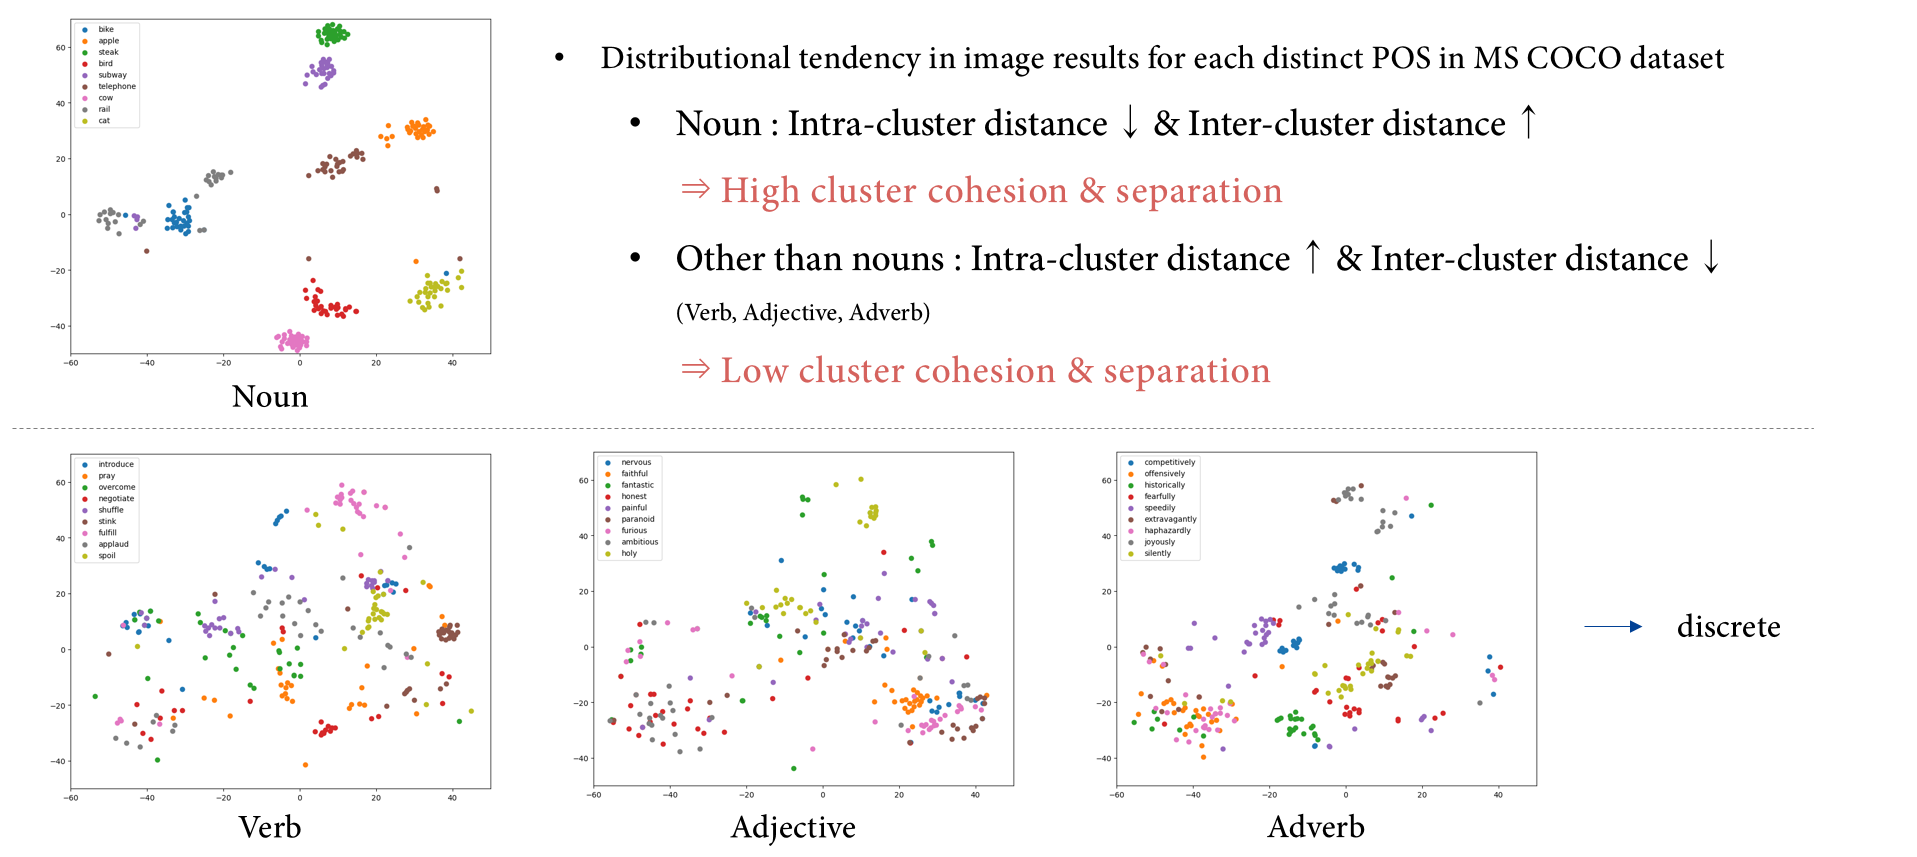 bike
apple
steak
bird
subway
telephone
cow
rail
cat
60
40
20
0
−20
−40
−60 −40 −20 0 20 40
Noun
• Distributional tendency in image results for each distinct POS in MS COCO dataset
• Noun : Intra-cluster distance ↓ & Inter-cluster distance ↑
⇒ High cluster cohesion & separation
• Other than nouns : Intra-cluster distance ↑ & Inter-cluster distance ↓
(Verb, Adjective, Adverb)
⇒ Low cluster cohesion & separation
introduce
pray
overcome
negotiate
shuffle
stink
fulfill
applaud
spoil
60
40
20
0
−20
−40
−60 −40 −20 0 20 40
Verb
nervous
faithful
fantastic
honest
painful
paranoid
furious
ambitious
holy
60
40
20
0
−20
−40
−60 −40 −20 0 20 40
Adjective
competitively
offensively
historically
fearfully
speedily
extravagantly
haphazardly
joyously
silently
60
40
20
0
−20
−40
−60 −40 −20 0 20 40
Adverb
→ discrete